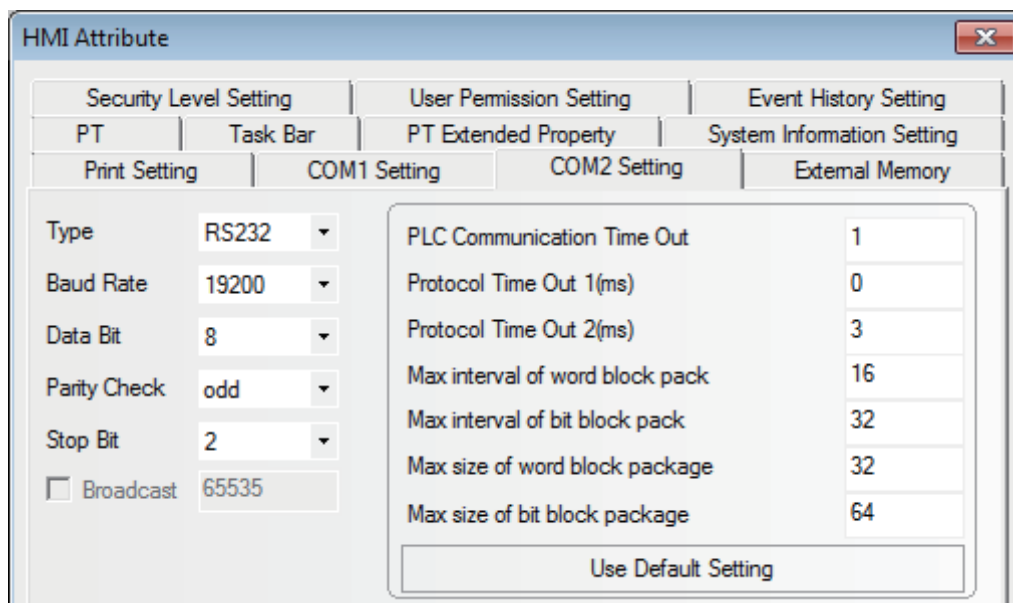 HMI Attribute
Security Level Setting User Permission Setting Event History Setting
PT Task Bar PT Extended Property System Information Setting
Print Setting COM1 Setting COM2 Setting External Memory
Type RS232
Baud Rate 19200
Data Bit 8
Parity Check odd
Stop Bit 2
Broadcast 65535
PLC Communication Time Out 1
Protocol Time Out 1(ms) 0
Protocol Time Out 2(ms) 3
Max interval of word block pack 16
Max interval of bit block pack 32
Max size of word block package 32
Max size of bit block package 64
Use Default Setting